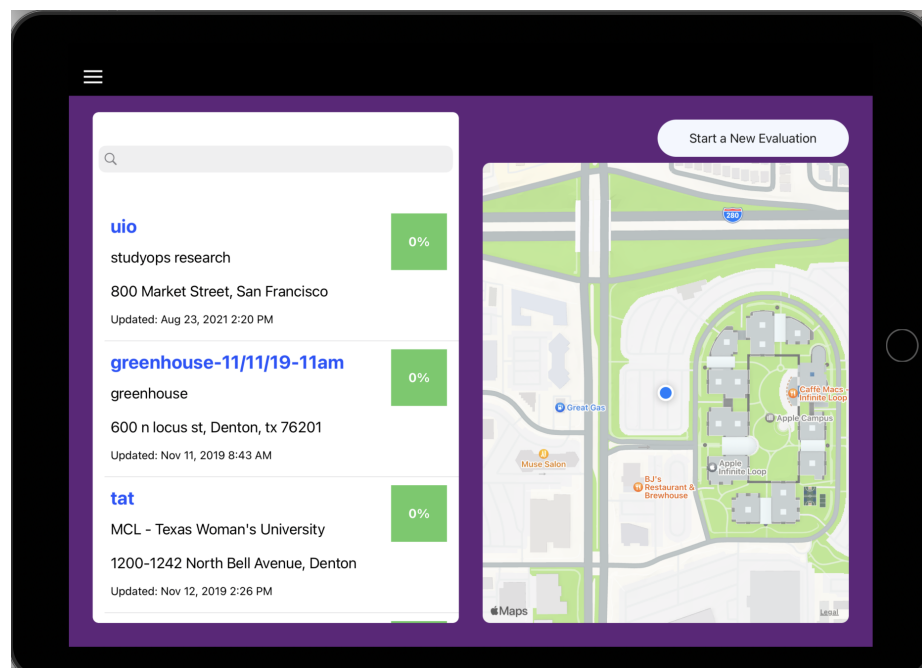 uio
0%
studyops research
800 Market Street, San Francisco
Updated: Aug 23, 2021 2:20 PM
greenhouse-11/11/19-11am
0%
greenhouse
600 n locus st, Denton, tx 76201
Updated: Nov 11, 2019 8:43 AM
tat
0%
MCL - Texas Woman's University
1200-1242 North Bell Avenue, Denton
Updated: Nov 12, 2019 2:26 PM
Start a New Evaluation
280
Caffè Macs -
Infinite Loop
Great Gas
Apple Campus
Muse Salon
Apple
Infinite Loop
BJ's
Restaurant &
Brewhouse
Maps
Legal